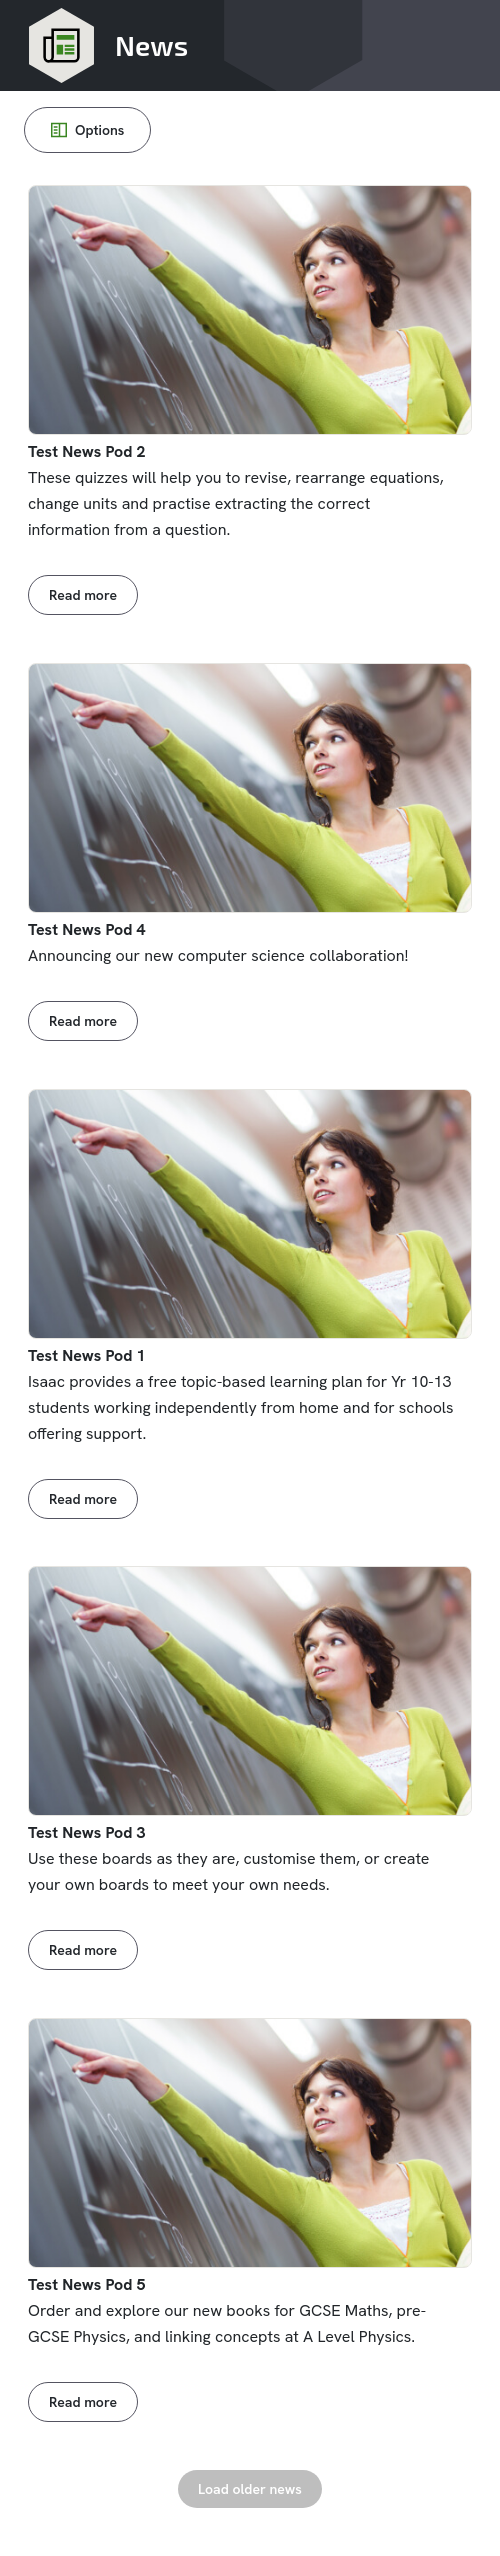 News
Options
Test News Pod 2
These quizzes will help you to revise, rearrange equations,
change units and practise extracting the correct
information from a question.
Read more
Test News Pod 4
Announcing our new computer science collaboration!
Read more
Test News Pod 1
Isaac provides a free topic-based learning plan for Yr 10-13
students working independently from home and for schools
offering support.
Read more
Test News Pod 3
Use these boards as they are, customise them, or create
your own boards to meet your own needs.
Read more
Test News Pod 5
Order and explore our new books for GCSE Maths, pre-
GCSE Physics, and linking concepts at A Level Physics.
Read more
Load older news